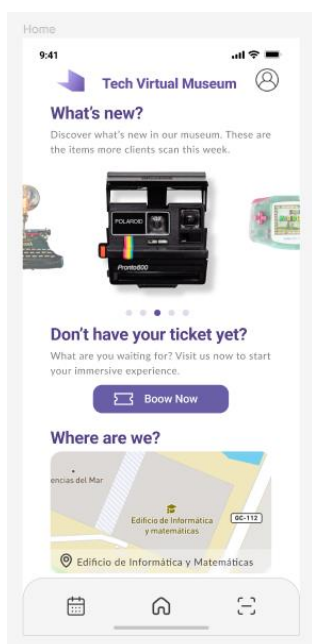 Home
9:41
Tech Virtual Museum
What's new?
Discover what's new in our museum. These are
the items more clients scan this week.
POLAROID
Pronto600
Don't have your ticket yet?
What are you waiting for? Visit us now to start
your immersive experience.
Boow Now
Where are we?
encias del Mar
Edificio de Informática
y matemáticas
GC-112
Edificio de Informática y Matemáticas